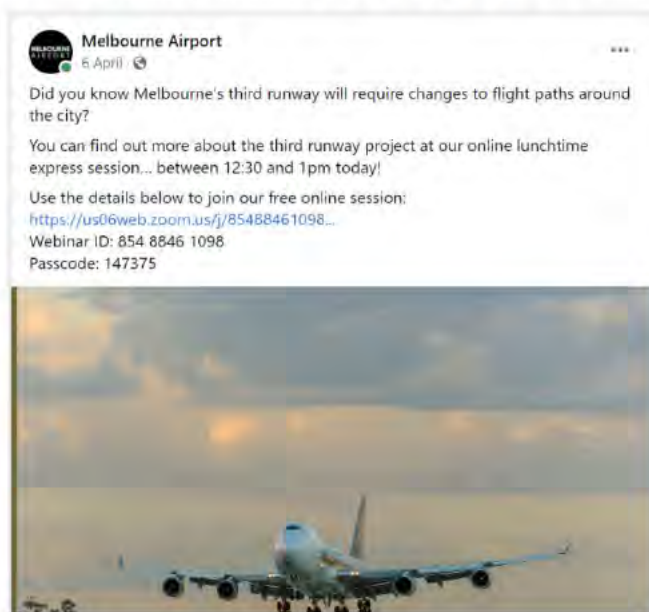 MELBOURNE
AIRPORT
Melbourne Airport
6 April
Did you know Melbourne's third runway will require changes to flight paths around
the city?
You can find out more about the third runway project at our online lunchtime
express session... between 12:30 and 1pm today!
Use the details below to join our free online session:
https://us06web.zoom.us/j/85488461098...
Webinar ID: 854 8846 1098
Passcode: 147375